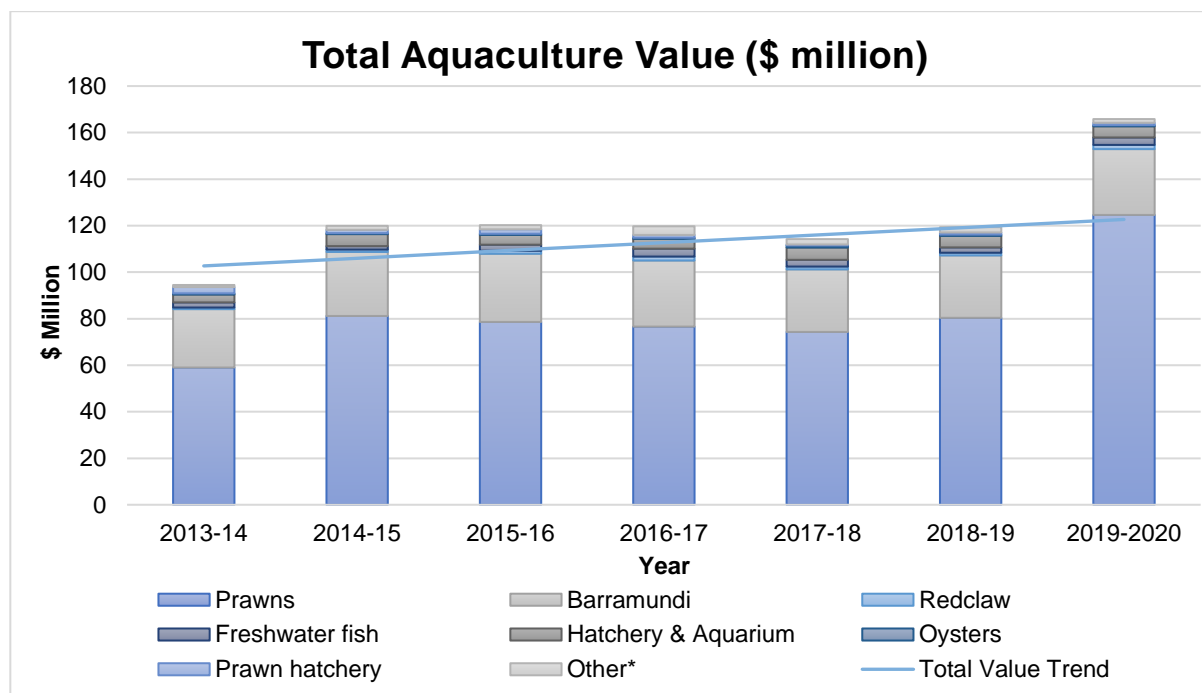 Total Aquaculture Value ($ million)
180
160
140
120
100
80
60
40
20
0
$ Million
2013-14 2014-15 2015-16 2016-17 2017-18 2018-19 2019-2020
Year
Prawns Barramundi Redclaw
Freshwater fish Hatchery & Aquarium Oysters
Prawn hatchery Other* Total Value Trend